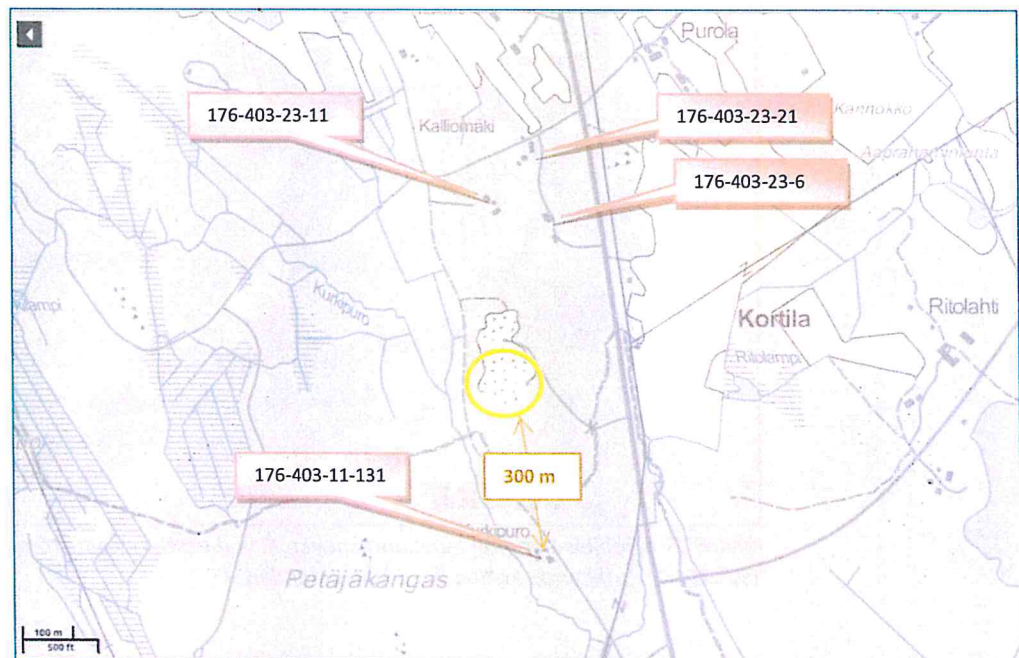 Purola
176-403-23-11
176-403-23-21
Kannokko
Kalliomäki
176-403-23-6
Kurkipuro
Kortila
Ritolahti
Ritolampi
176-403-11-131
300 m
Petäjäkangas
100 m
500 ft